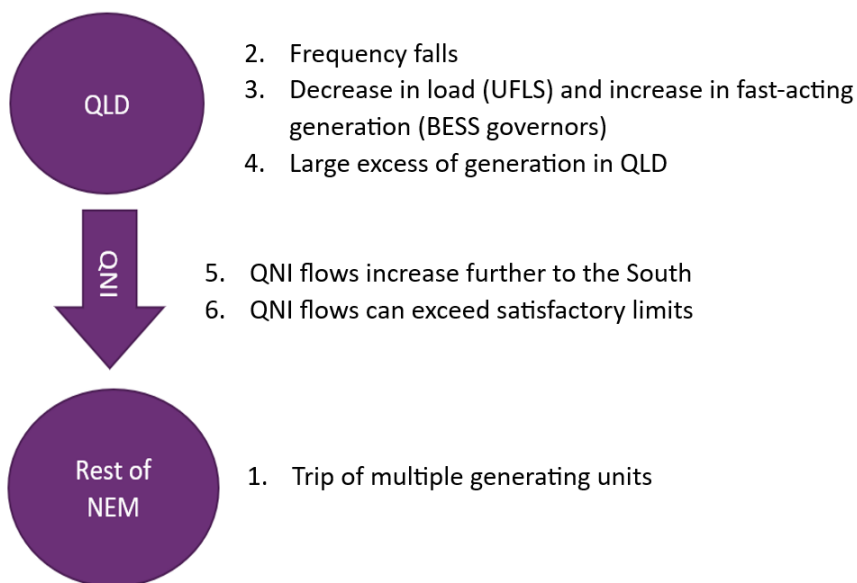 QLD
2. Frequency falls
3. Decrease in load (UFLS) and increase in fast-acting
generation (BESS governors)
4. Large excess of generation in QLD
QNI
5. QNI flows increase further to the South
6. QNI flows can exceed satisfactory limits
Rest of
NEM
1. Trip of multiple generating units